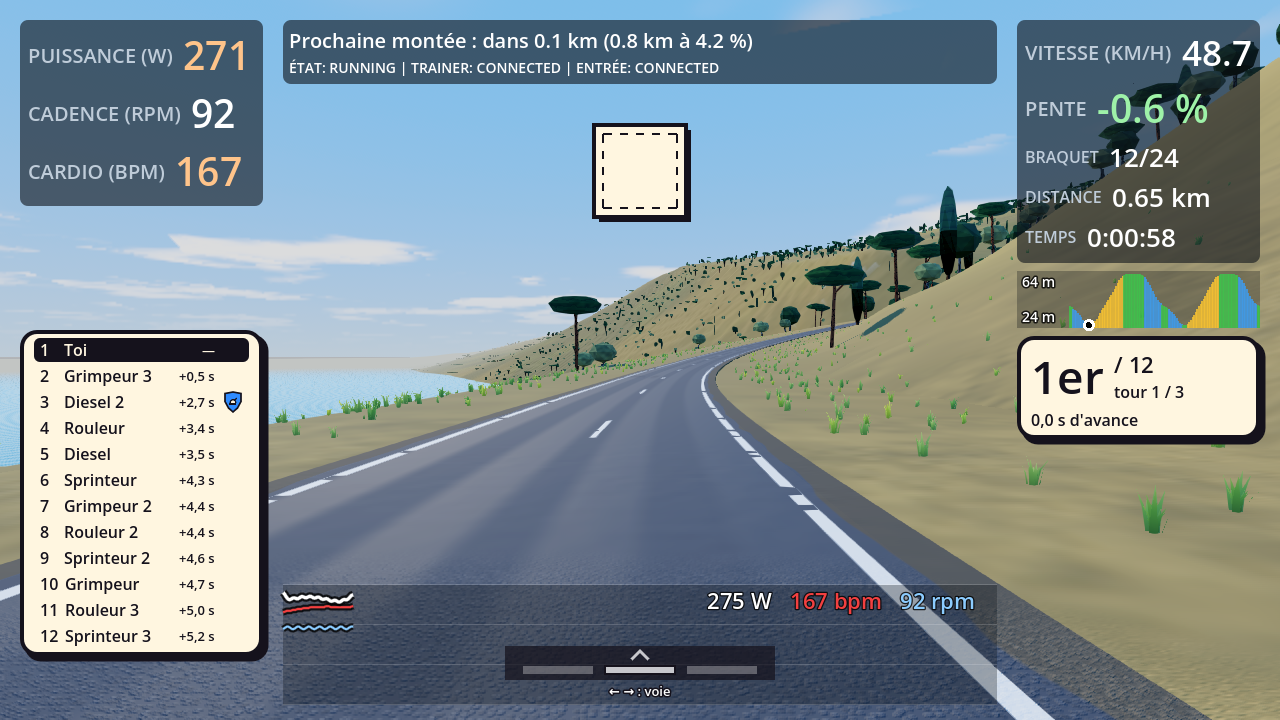 PUISSANCE (W) 271
CADENCE (RPM) 92
CARDIO (BPM) 167
Prochaine montée : dans 0.1 km (0.8 km à 4.2 %)
ÉTAT: RUNNING | TRAINER: CONNECTED | ENTRÉE: CONNECTED
VITESSE (KM/H) 48.7
PENTE -0.6 %
BRAQUET 12/24
DISTANCE 0.65 km
TEMPS 0:00:58
64 m
24 m
1er / 12
tour 1 / 3
0,0 s d'avance
1 Toi —
2 Grimpeur 3 +0,5 s
3 Diesel 2 +2,7 s
4 Rouleur +3,4 s
5 Diesel +3,5 s
6 Sprinteur +4,3 s
7 Grimpeur 2 +4,4 s
8 Rouleur 2 +4,4 s
9 Sprinteur 2 +4,6 s
10 Grimpeur +4,7 s
11 Rouleur 3 +5,0 s
12 Sprinteur 3 +5,2 s
275 W 167 bpm 92 rpm
← → : voie